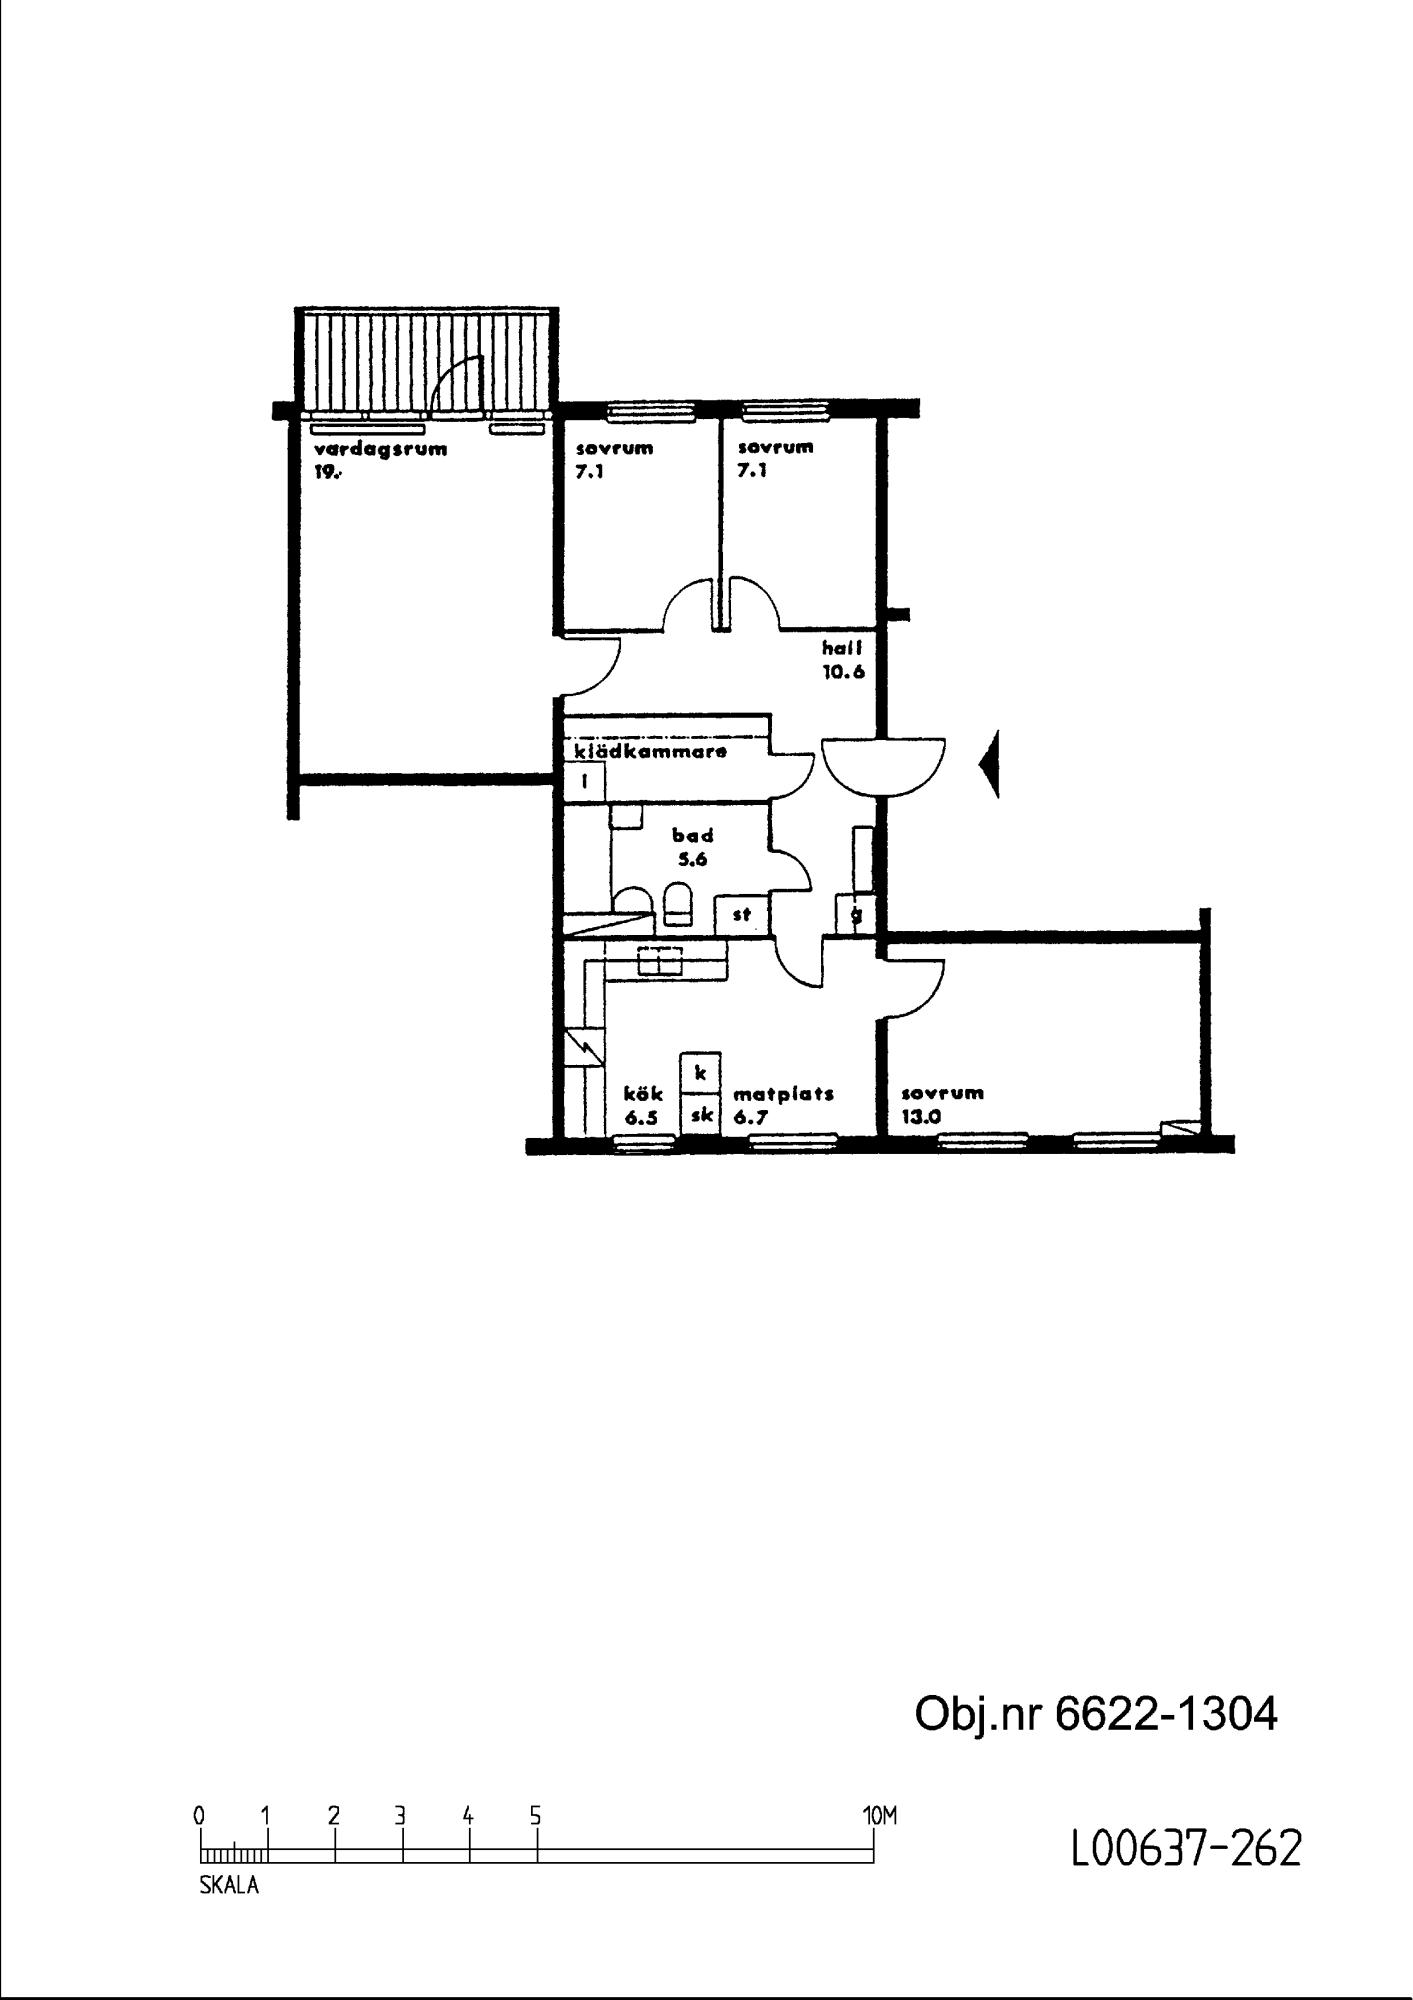 vardagsrum
19.
sovrum
7.1
sovrum
7.1
hall
10.6
klädkammare
l
bad
5.6
st
g
k
sk
kök
6.5
matplats
6.7
sovrum
13.0
Obj.nr 6622-1304
0 1 2 3 4 5 10M
SKALA
L00637-262